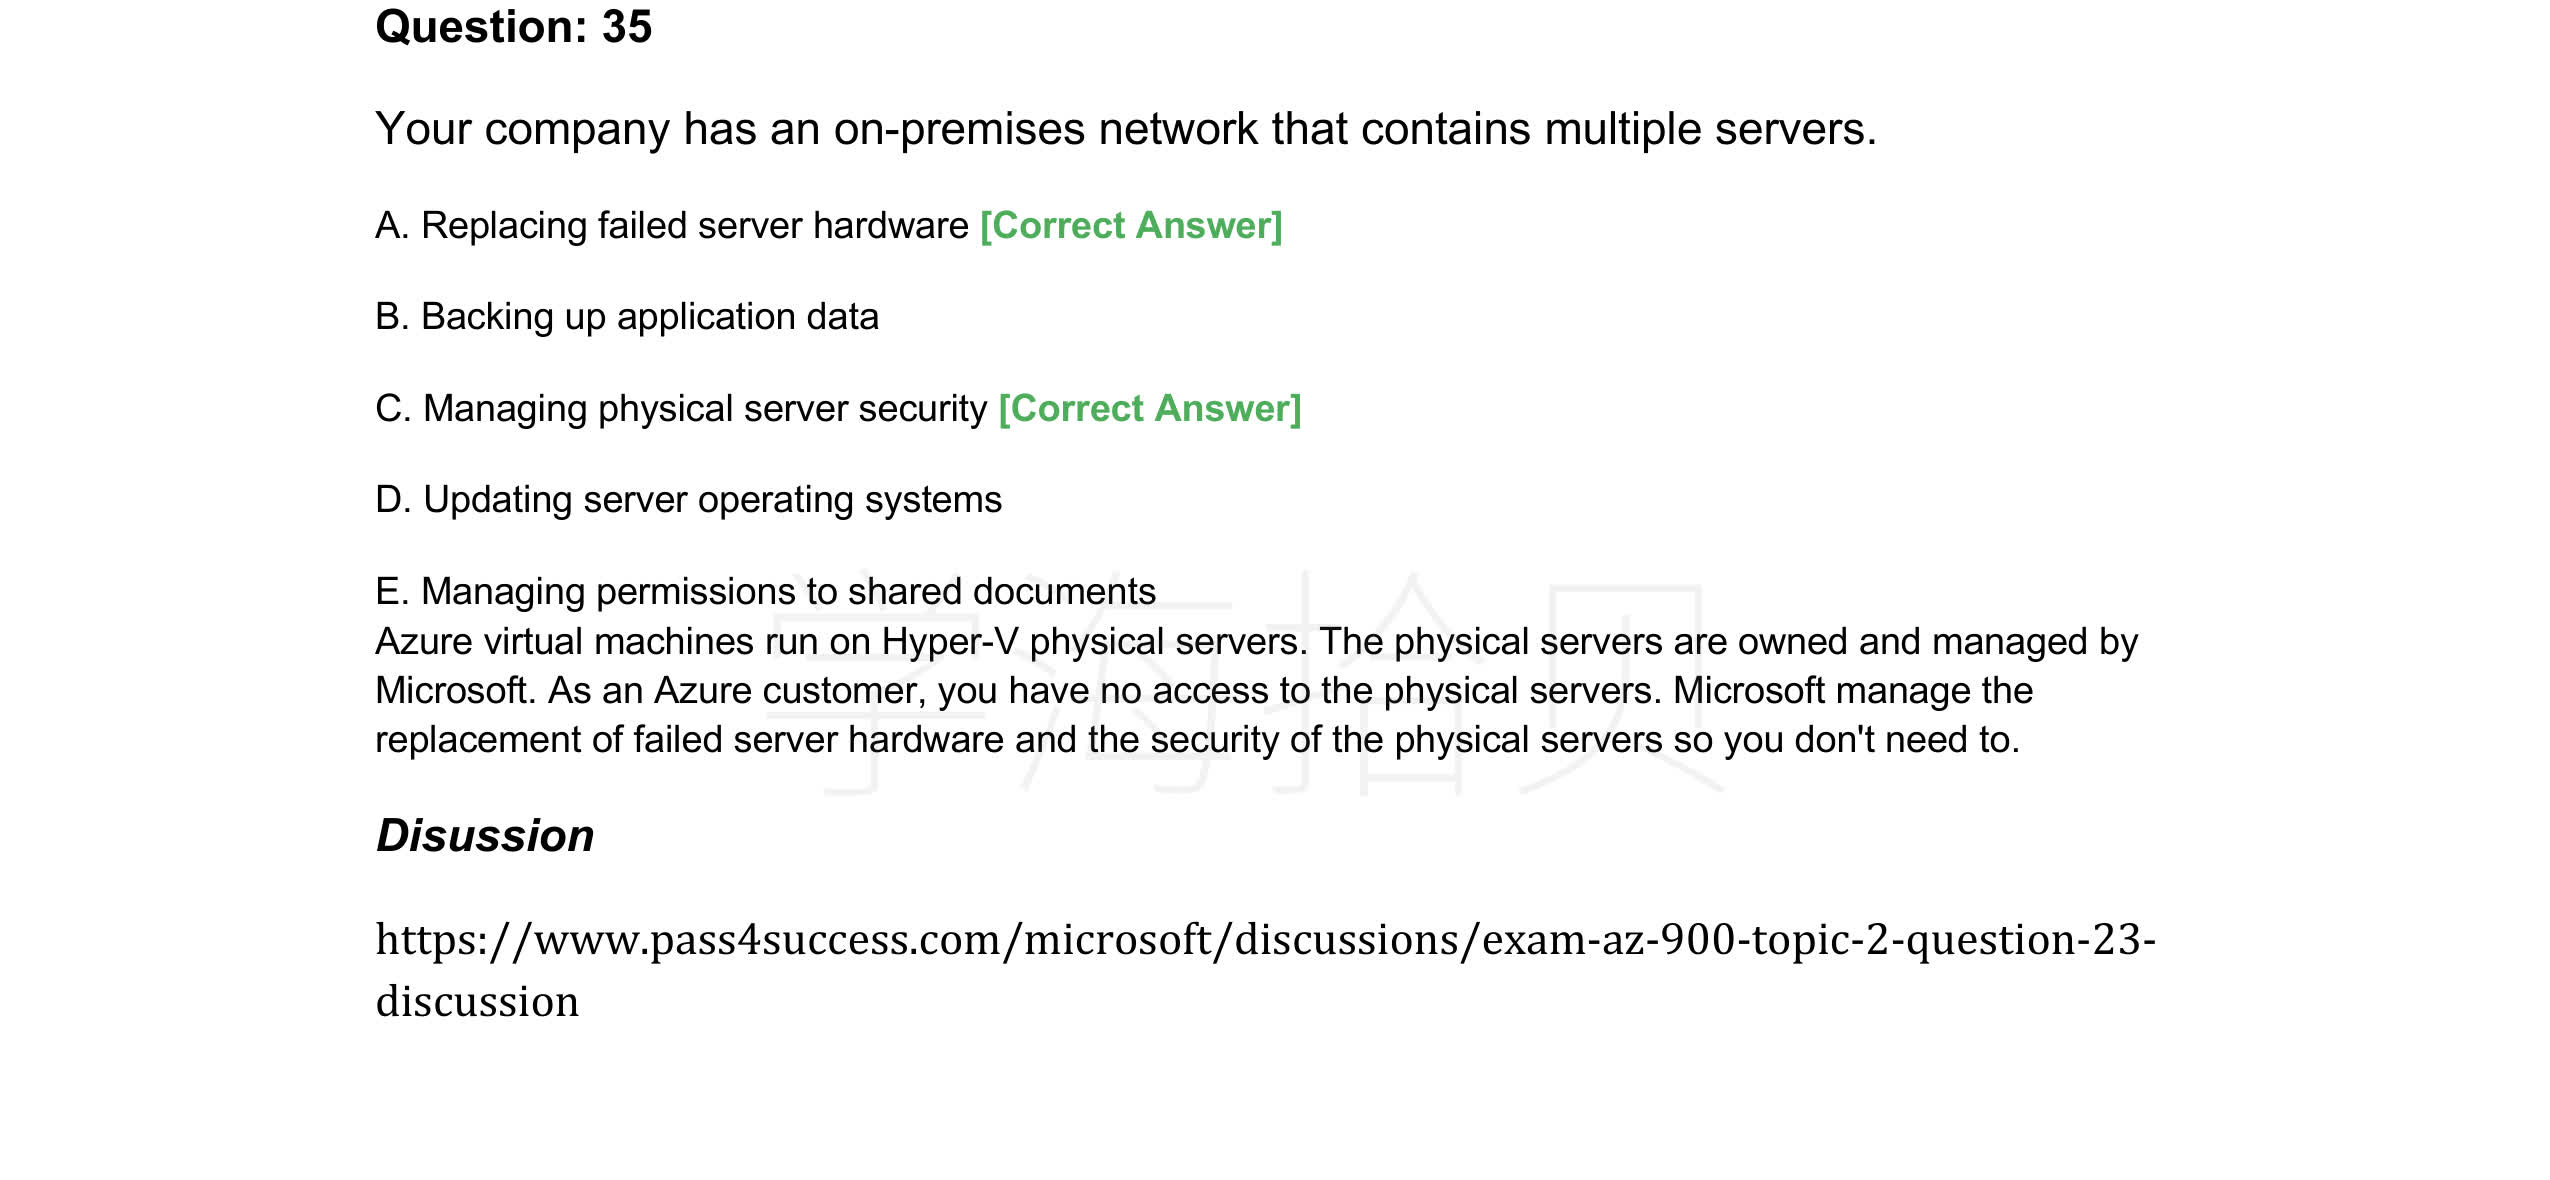 Question: 35
Your company has an on-premises network that contains multiple servers.
A. Replacing failed server hardware [Correct Answer]
B. Backing up application data
C. Managing physical server security [Correct Answer]
D. Updating server operating systems
E. Managing permissions to shared documents
Azure virtual machines run on Hyper-V physical servers. The physical servers are owned and managed by
Microsoft. As an Azure customer, you have no access to the physical servers. Microsoft manage the
replacement of failed server hardware and the security of the physical servers so you don't need to.
学海拾贝
Disussion
https://www.pass4success.com/microsoft/discussions/exam-az-900-topic-2-question-23-
discussion